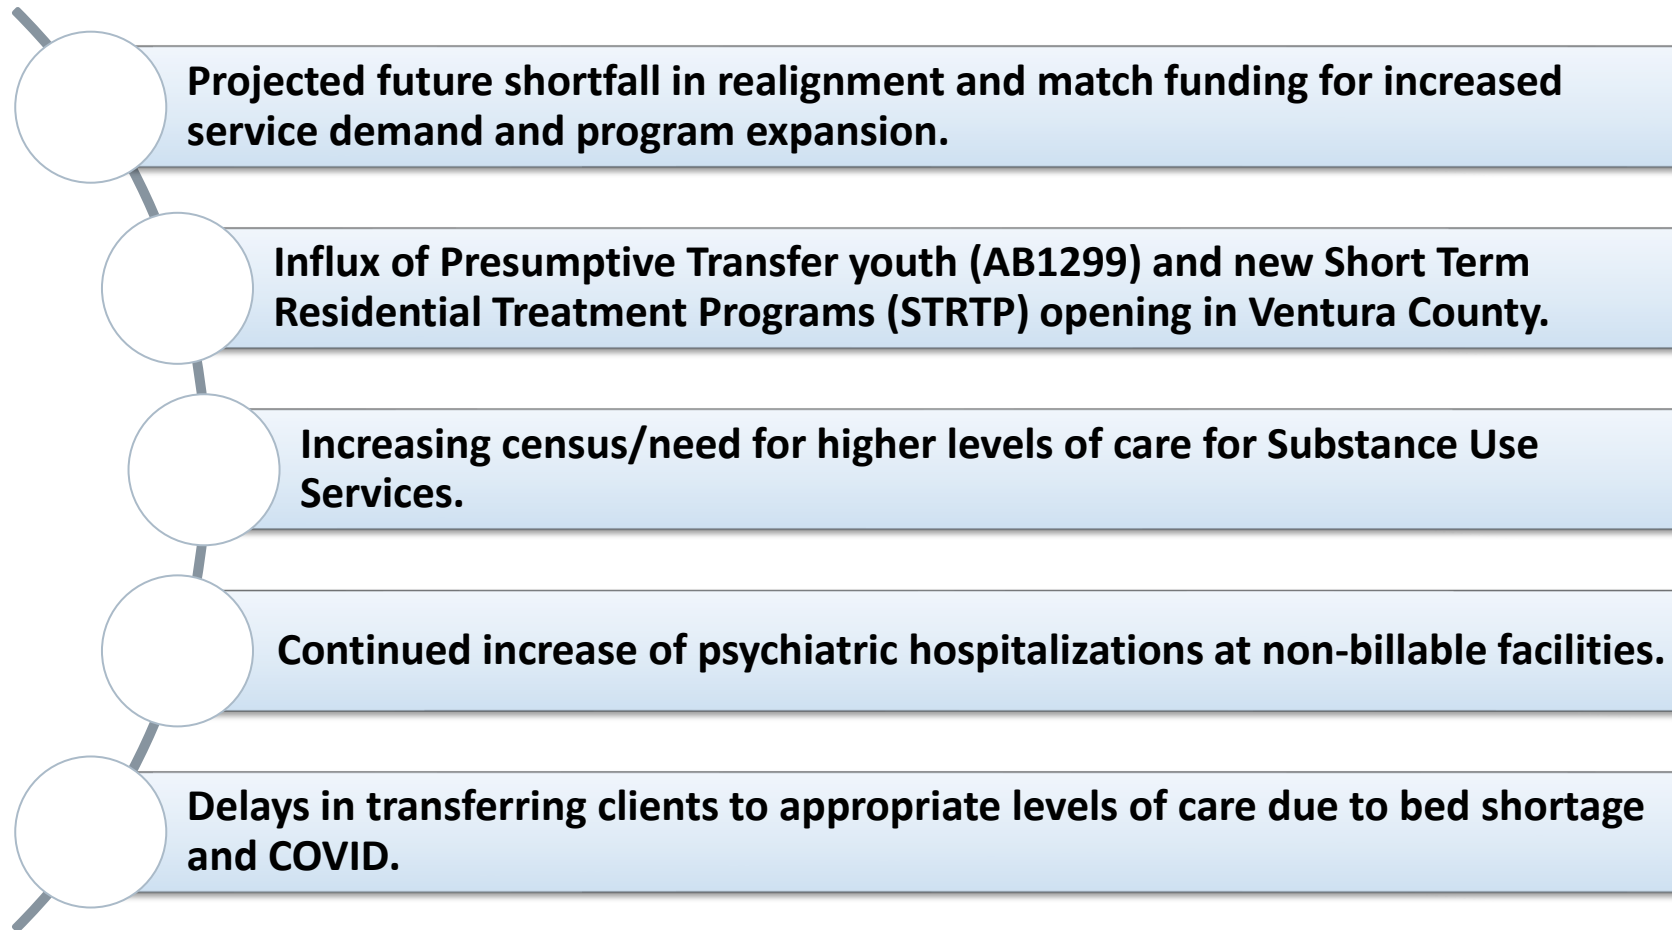 Projected future shortfall in realignment and match funding for increased
service demand and program expansion.
Influx of Presumptive Transfer youth (AB1299) and new Short Term
Residential Treatment Programs (STRTP) opening in Ventura County.
Increasing census/need for higher levels of care for Substance Use
Services.
Continued increase of psychiatric hospitalizations at non-billable facilities.
Delays in transferring clients to appropriate levels of care due to bed shortage
and COVID.